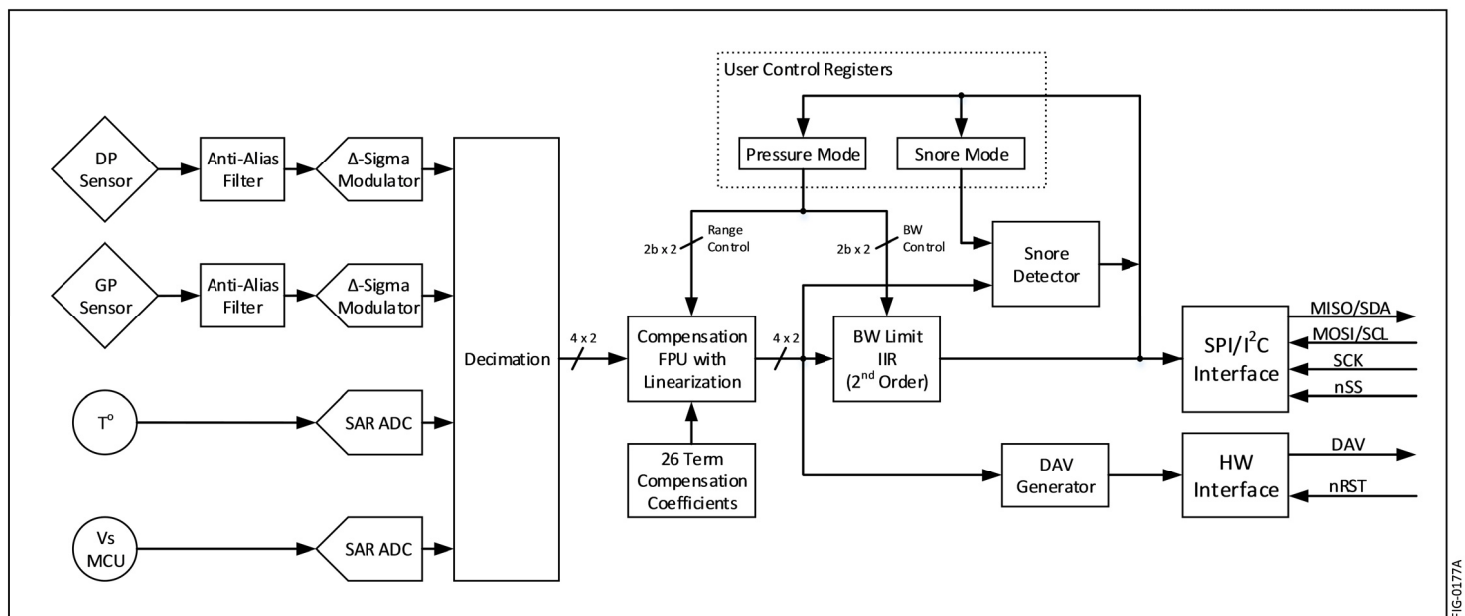 User Control Registers
Pressure Mode
Snore Mode
DP
Sensor
Anti-Alias
Filter
Δ-Sigma
Modulator
GP
Sensor
Anti-Alias
Filter
Δ-Sigma
Modulator
T°
SAR ADC
Vs
MCU
SAR ADC
Decimation
4 x 2
2b x 2
Range
Control
2b x 2
BW
Control
Compensation
FPU with
Linearization
4 x 2
26 Term
Compensation
Coefficients
BW Limit
IIR
(2nd Order)
Snore
Detector
DAV
Generator
SPI/I²C
Interface
MISO/SDA
MOSI/SCL
SCK
nSS
HW
Interface
DAV
nRST
FIG-0177A